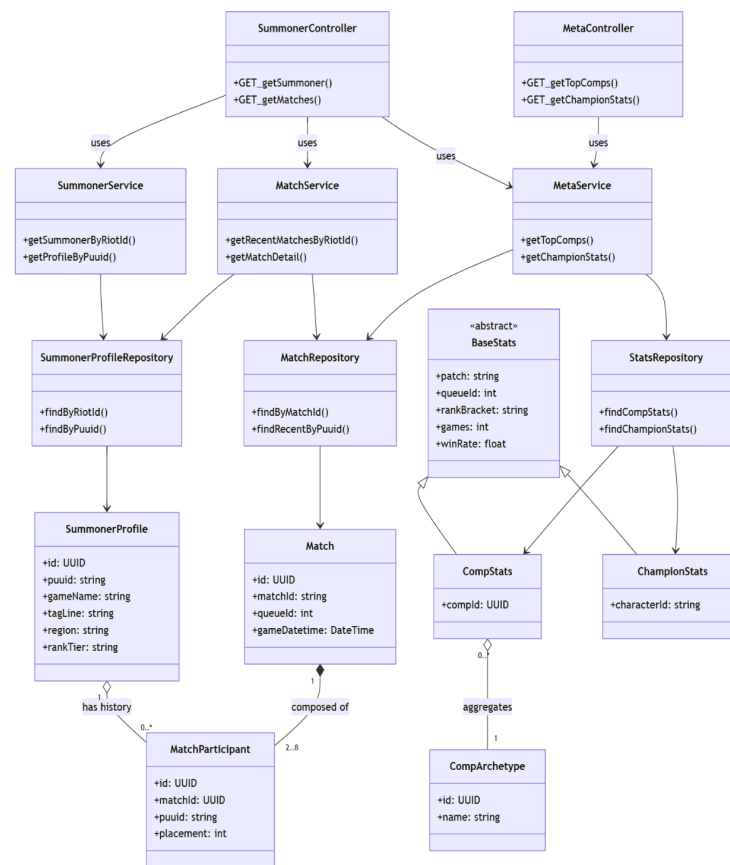 SummonerController
+GET_getSummoner()
+GET_getMatches()
MetaController
+GET_getTopComps()
+GET_getChampionStats()
uses
uses
uses
uses
SummonerService
+getSummonerByRiotId()
+getProfileByPuuid()
MatchService
+getRecentMatchesByRiotId()
+getMatchDetail()
MetaService
+getTopComps()
+getChampionStats()
SummonerProfileRepository
+findByRiotId()
+findByPuuid()
MatchRepository
+findByMatchId()
+findRecentByPuuid()
«abstract»
BaseStats
+patch: string
+queueId: int
+rankBracket: string
+games: int
+winRate: float
StatsRepository
+findCompStats()
+findChampionStats()
SummonerProfile
+id: UUID
+puuid: string
+gameName: string
+tagLine: string
+region: string
+rankTier: string
Match
+id: UUID
+matchId: string
+queueId: int
+gameDatetime: DateTime
CompStats
+compId: UUID
ChampionStats
+characterId: string
1
has history
0..*
1
composed of
2..8
0..*
aggregates
1
MatchParticipant
+id: UUID
+matchId: UUID
+puuid: string
+placement: int
CompArchetype
+id: UUID
+name: string